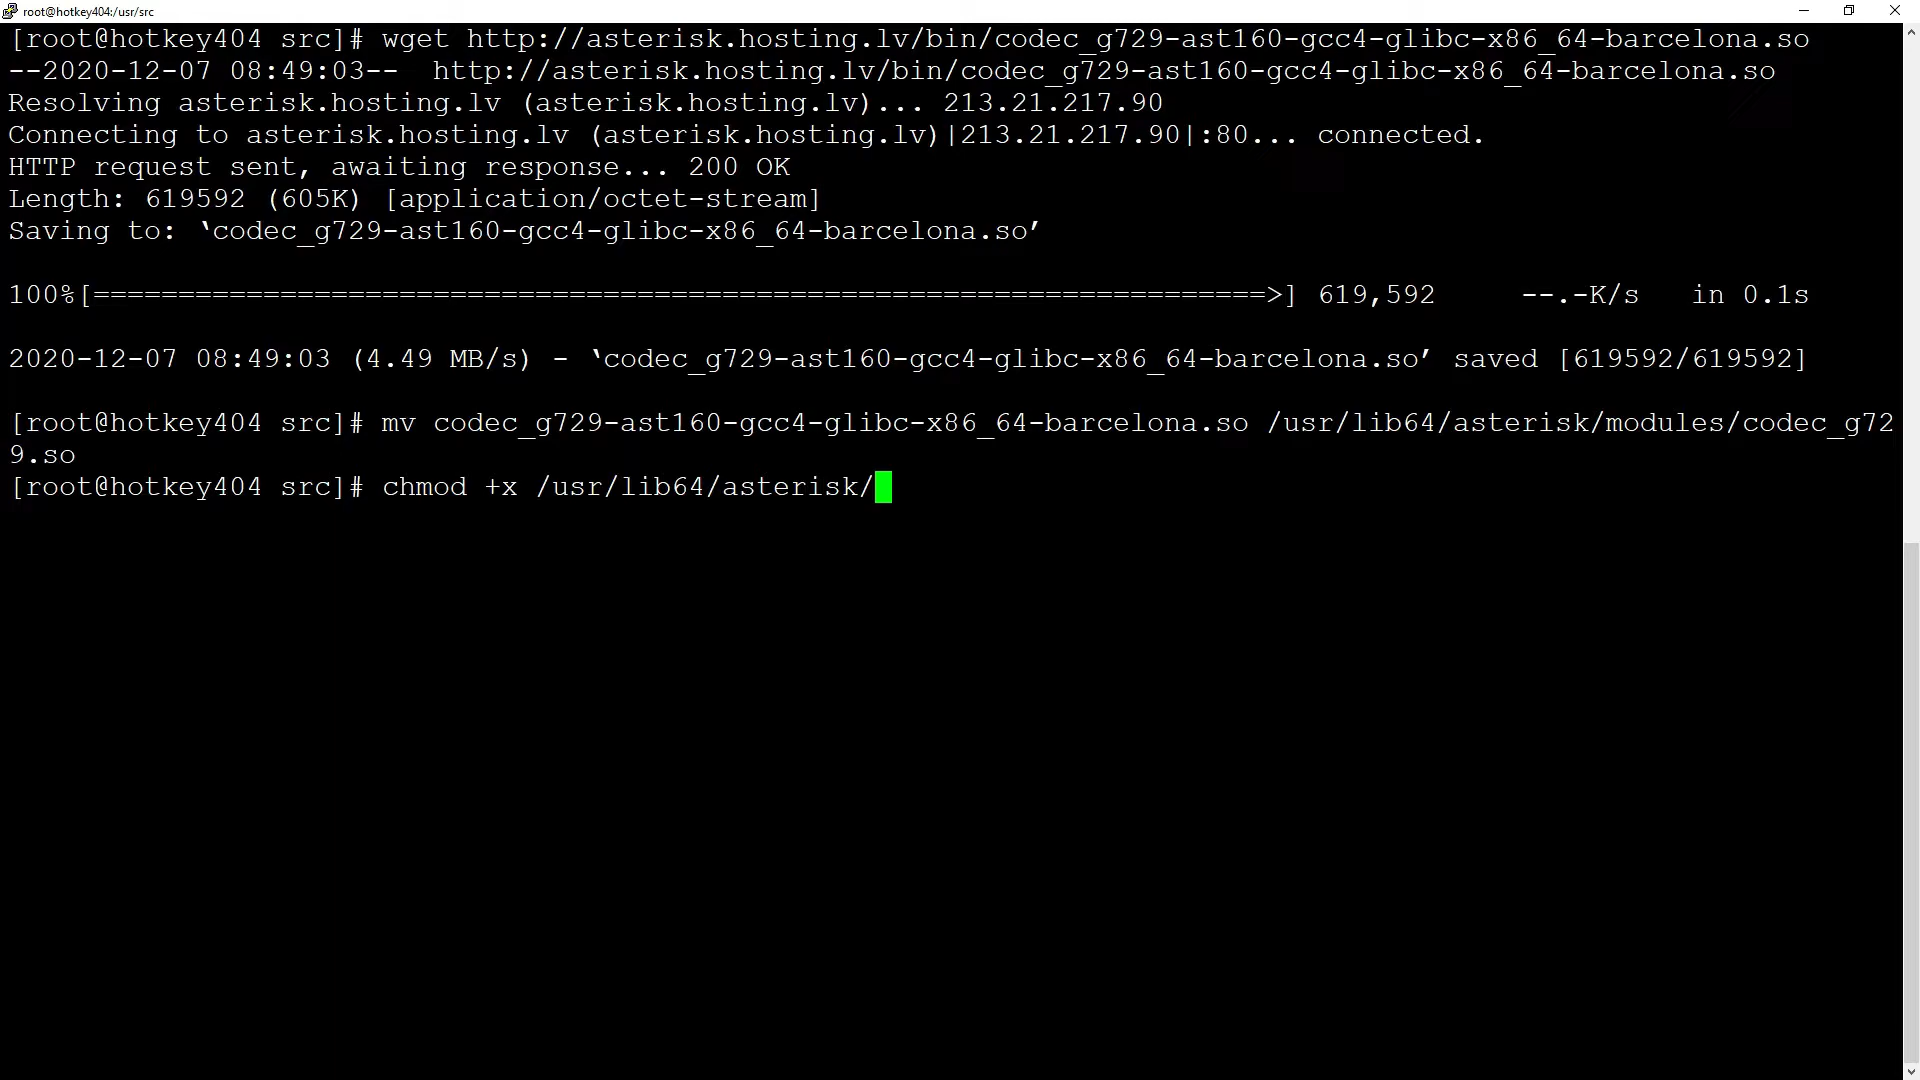 root@hotkey404:/usr/src
[root@hotkey404 src]# wget http://asterisk.hosting.lv/bin/codec_g729-ast160-gcc4-glibc-x86_64-barcelona.so
--2020-12-07 08:49:03--  http://asterisk.hosting.lv/bin/codec_g729-ast160-gcc4-glibc-x86_64-barcelona.so
Resolving asterisk.hosting.lv (asterisk.hosting.lv)... 213.21.217.90
Connecting to asterisk.hosting.lv (asterisk.hosting.lv)|213.21.217.90|:80... connected.
HTTP request sent, awaiting response... 200 OK
Length: 619592 (605K) [application/octet-stream]
Saving to: ‘codec_g729-ast160-gcc4-glibc-x86_64-barcelona.so’
100%[=====================================================================>] 619,592     --.-K/s   in 0.1s
2020-12-07 08:49:03 (4.49 MB/s) - ‘codec_g729-ast160-gcc4-glibc-x86_64-barcelona.so’ saved [619592/619592]
[root@hotkey404 src]# mv codec_g729-ast160-gcc4-glibc-x86_64-barcelona.so /usr/lib64/asterisk/modules/codec_g72
9.so
[root@hotkey404 src]# chmod +x /usr/lib64/asterisk/